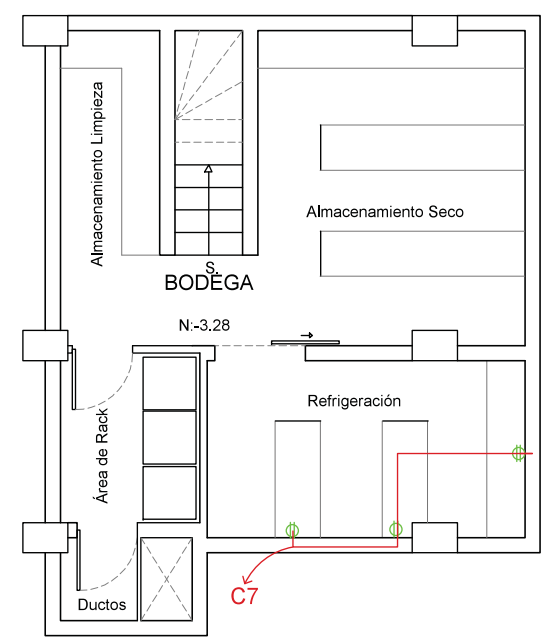 Almacenamiento Limpieza
Almacenamiento Seco
S.
BODEGA
N:-3.28
Refrigeración
Área de Rack
C7
Ductos